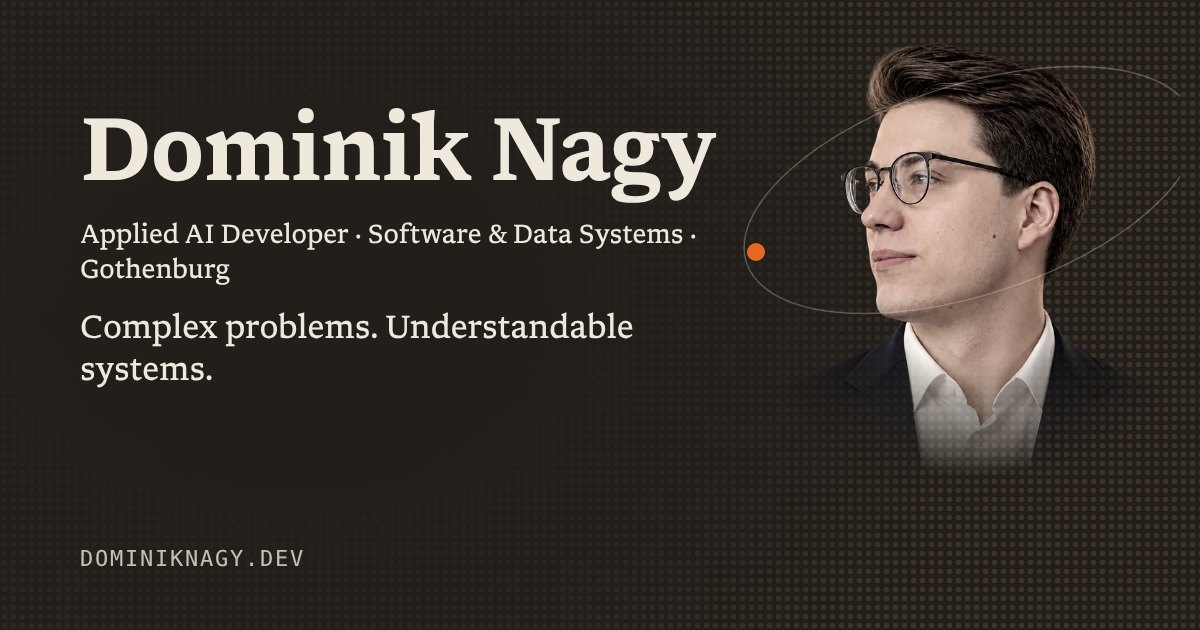 Dominik Nagy
Applied AI Developer · Software & Data Systems ·
Gothenburg
Complex problems. Understandable
systems.
DOMINIKNAGY.DEV